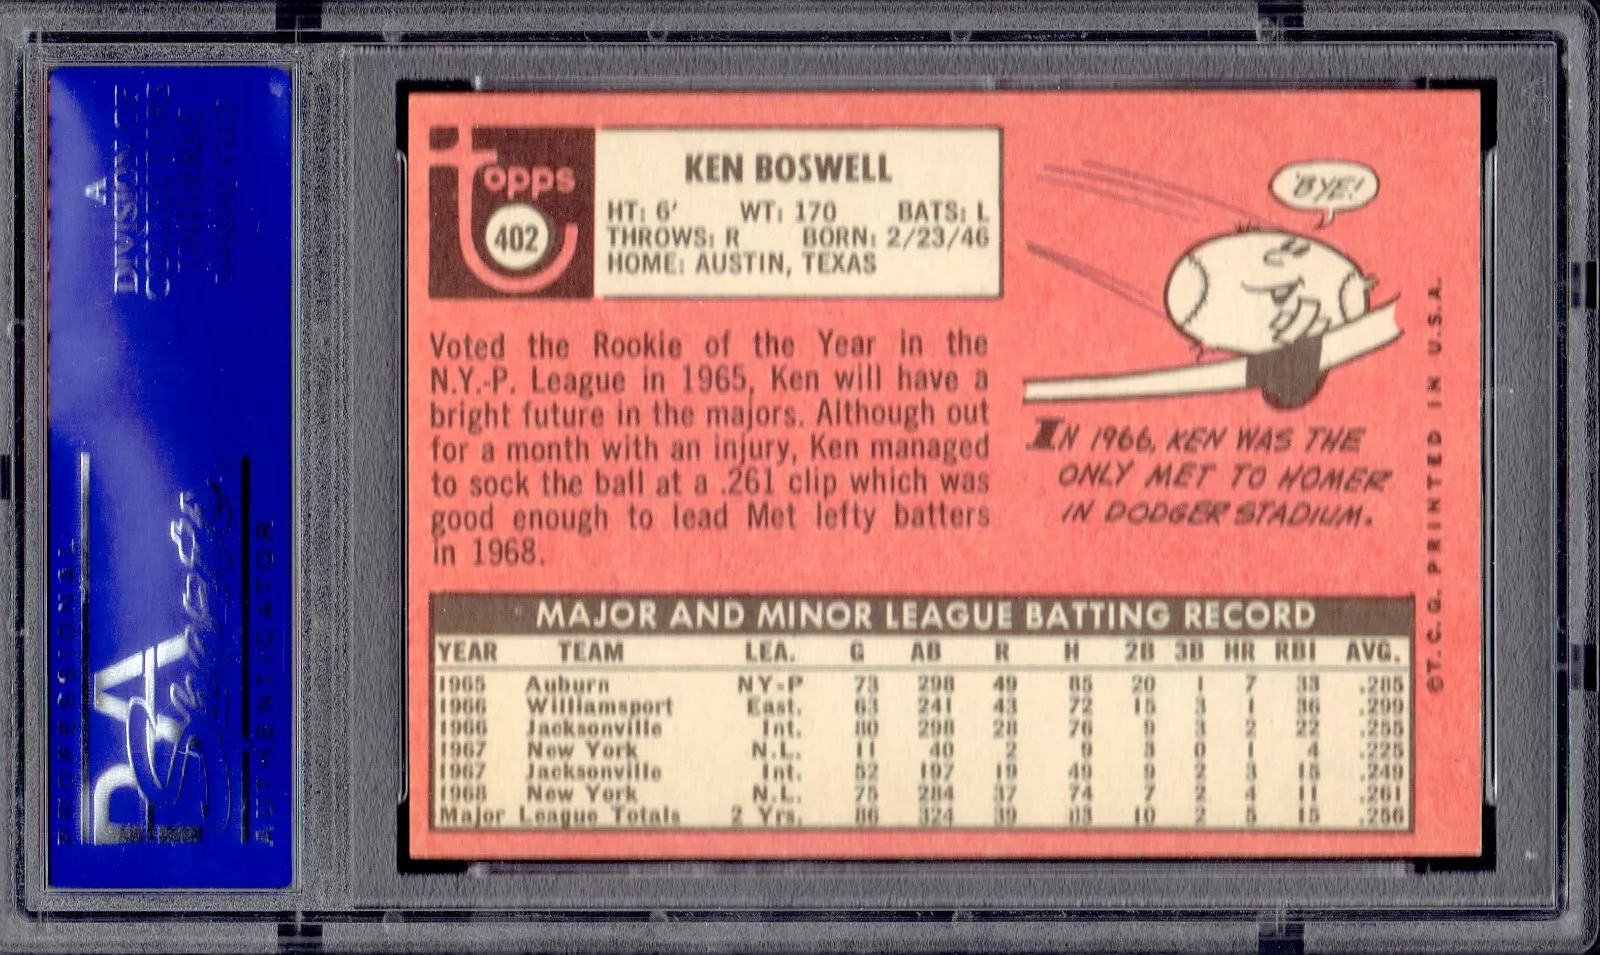 A
DIVISION OF
COLLECTORS
UNIVERSE
PROFESSIONAL
PSA
AUTHENTICATOR
topps
402
KEN BOSWELL
HT: 6' WT: 170 BATS: L
THROWS: R BORN: 2/23/46
HOME: AUSTIN, TEXAS
'BYE!
Voted the Rookie of the Year in the
N.Y.-P. League in 1965, Ken will have a
bright future in the majors. Although out
for a month with an injury, Ken managed
to sock the ball at a .261 clip which was
good enough to lead Met lefty batters
in 1968.
IN 1966, KEN WAS THE
ONLY MET TO HOMER
IN DODGER STADIUM.
©T.C.G. PRINTED IN U.S.A.
MAJOR AND MINOR LEAGUE BATTING RECORD
YEAR TEAM LEA. G AB R H 2B 3B HR RBI AVG.
1965 Auburn NY-P 73 298 49 85 20 1 7 33 .285
1966 Williamsport East. 63 241 43 72 15 3 1 36 .299
1966 Jacksonville Int. 80 298 28 76 9 3 2 22 .255
1967 New York N.L. 11 40 2 9 3 0 1 4 .225
1967 Jacksonville Int. 52 197 19 49 9 2 3 15 .249
1968 New York N.L. 75 284 37 74 7 2 4 11 .261
Major League Totals 2 Yrs. 86 324 39 83 10 2 5 15 .256